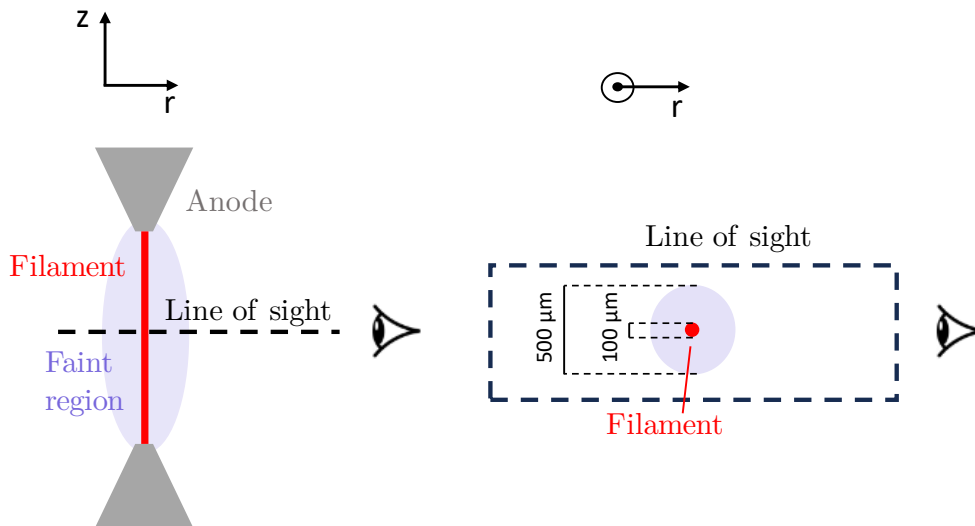 z
r
r
Anode
Filament
Line of sight
Faint
region
Line of sight
500 µm
100 µm
Filament